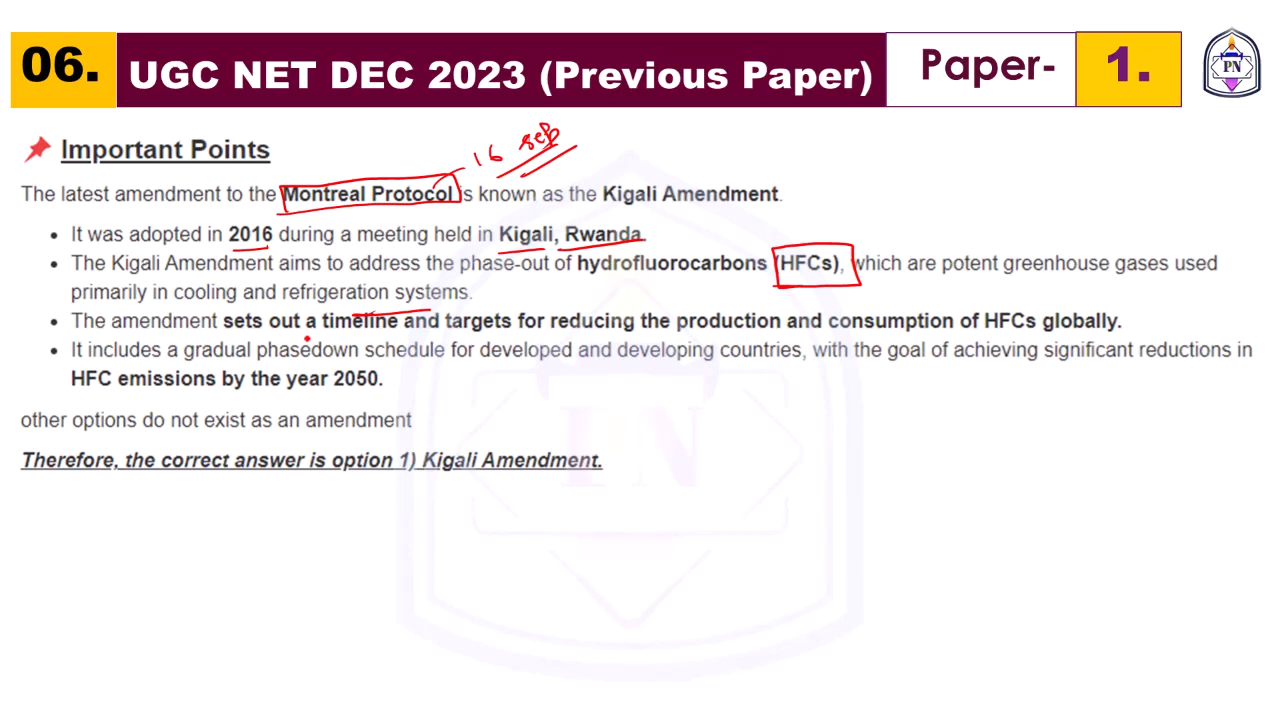 06.
UGC NET DEC 2023 (Previous Paper)
Paper-
1.
PN
Important Points
16 sep
The latest amendment to the Montreal Protocol is known as the Kigali Amendment.
• It was adopted in 2016 during a meeting held in Kigali, Rwanda.
• The Kigali Amendment aims to address the phase-out of hydrofluorocarbons (HFCs), which are potent greenhouse gases used
primarily in cooling and refrigeration systems.
• The amendment sets out a timeline and targets for reducing the production and consumption of HFCs globally.
• It includes a gradual phasedown schedule for developed and developing countries, with the goal of achieving significant reductions in
HFC emissions by the year 2050.
other options do not exist as an amendment
PN
Therefore, the correct answer is option 1) Kigali Amendment.